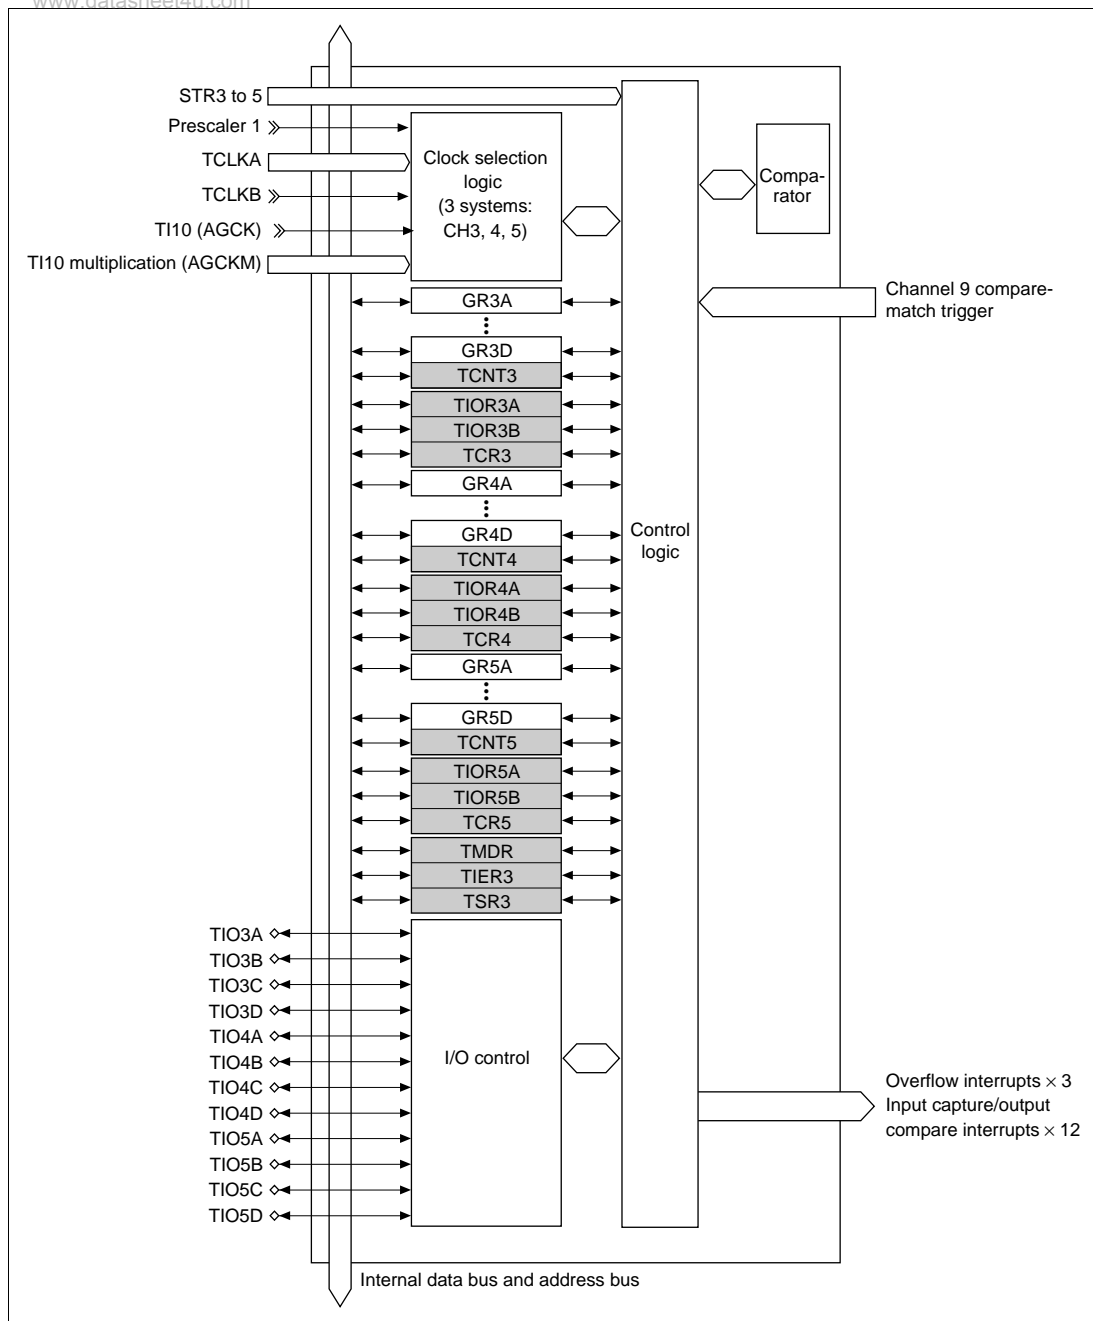 www.datasheet4u.com
STR3 to 5
Prescaler 1
TCLKA
TCLKB
TI10 (AGCK)
TI10 multiplication (AGCKM)
Clock selection
logic
(3 systems:
CH3, 4, 5)
Compa-
rator
Channel 9 compare-
match trigger
GR3A
GR3D
TCNT3
TIOR3A
TIOR3B
TCR3
GR4A
GR4D
TCNT4
TIOR4A
TIOR4B
TCR4
GR5A
GR5D
TCNT5
TIOR5A
TIOR5B
TCR5
TMDR
TIER3
TSR3
Control
logic
TIO3A
TIO3B
TIO3C
TIO3D
TIO4A
TIO4B
TIO4C
TIO4D
TIO5A
TIO5B
TIO5C
TIO5D
I/O control
Overflow interrupts × 3
Input capture/output
compare interrupts × 12
Internal data bus and address bus